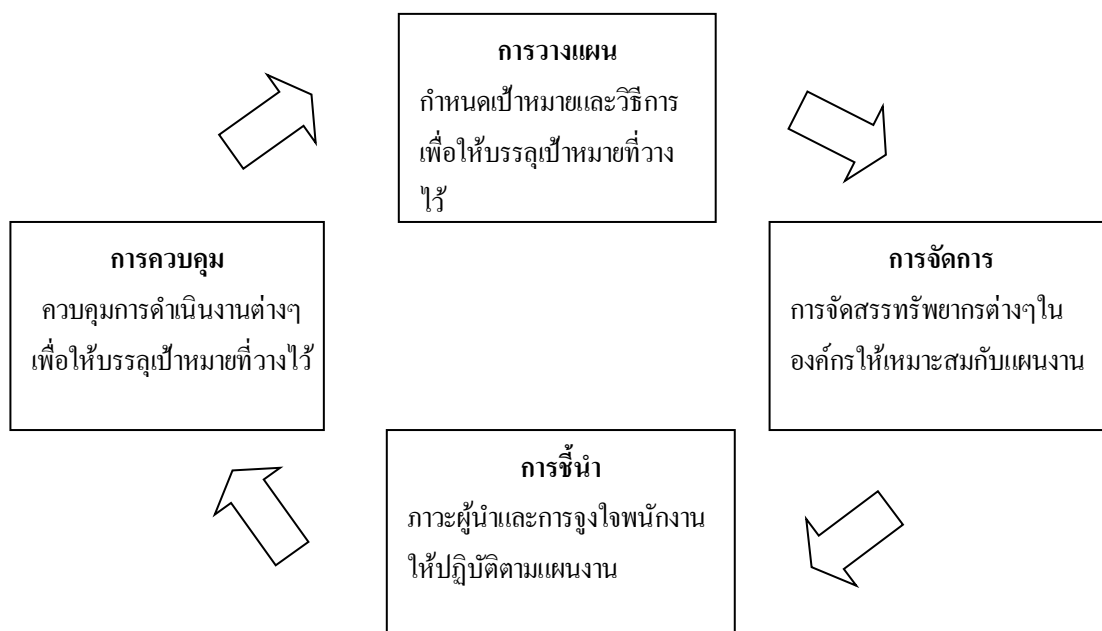 การวางแผน
กำหนดเป้าหมายและวิธีการ
เพื่อให้บรรลุเป้าหมายที่วาง
ไว้
การจัดการ
การจัดสรรทรัพยากรต่างๆใน
องค์กรให้เหมาะสมกับแผนงาน
การชี้นำ
ภาวะผู้นำและการจูงใจพนักงาน
ให้ปฏิบัติตามแผนงาน
การควบคุม
ควบคุมการดำเนินงานต่างๆ
เพื่อให้บรรลุเป้าหมายที่วางไว้